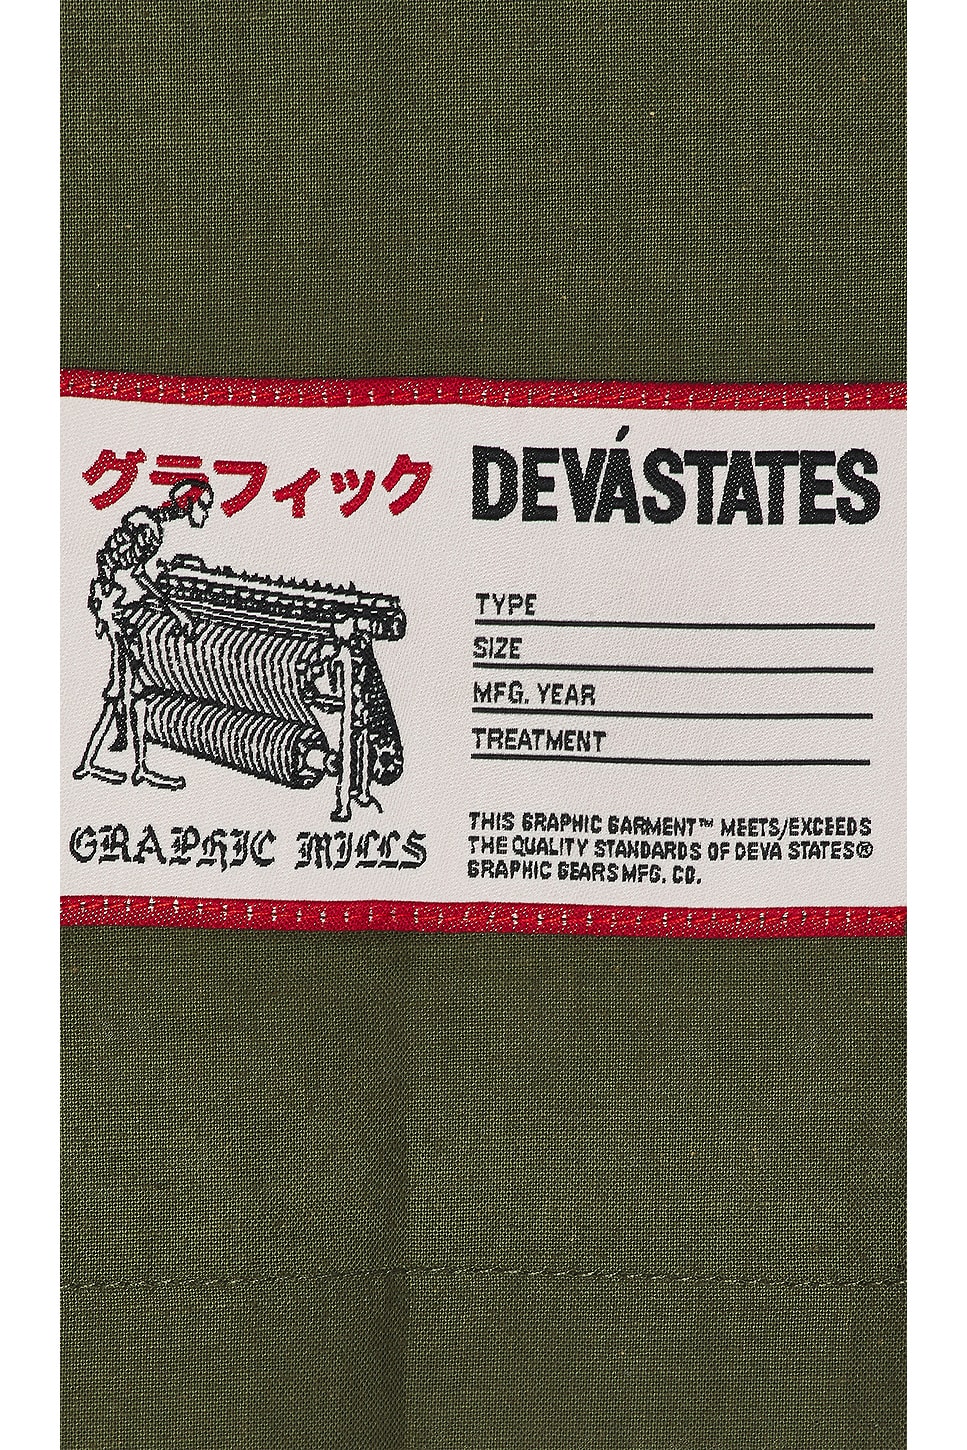 グラフィック
GRAPHIC MILLS
DEVÁSTATES
TYPE
SIZE
MFG. YEAR
TREATMENT
THIS GRAPHIC GARMENT™ MEETS/EXCEEDS
THE QUALITY STANDARDS OF DEVA STATES®
GRAPHIC GEARS MFG. CO.